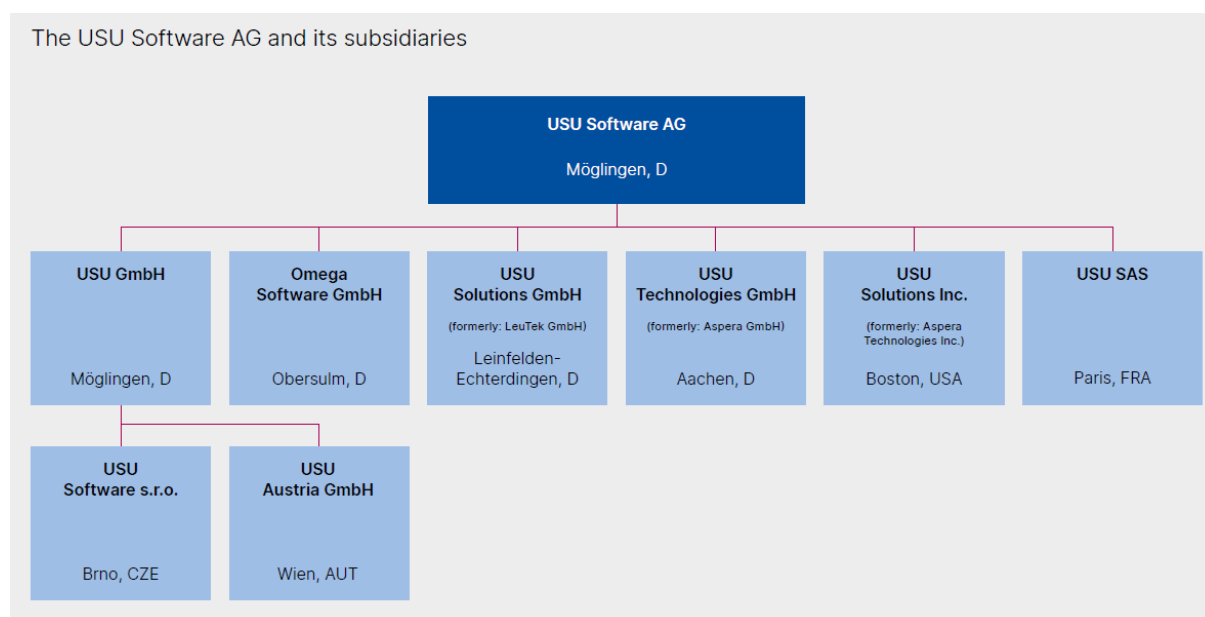 The USU Software AG and its subsidiaries
USU Software AG
Möglingen, D
USU GmbH
Möglingen, D
Omega
Software GmbH
Obersulm, D
USU
Solutions GmbH
(formerly: LeuTek GmbH)
Leinfelden-
Echterdingen, D
USU
Technologies GmbH
(formerly: Aspera GmbH)
Aachen, D
USU
Solutions Inc.
(formerly: Aspera
Technologies Inc.)
Boston, USA
USU SAS
Paris, FRA
USU
Software s.r.o.
Brno, CZE
USU
Austria GmbH
Wien, AUT